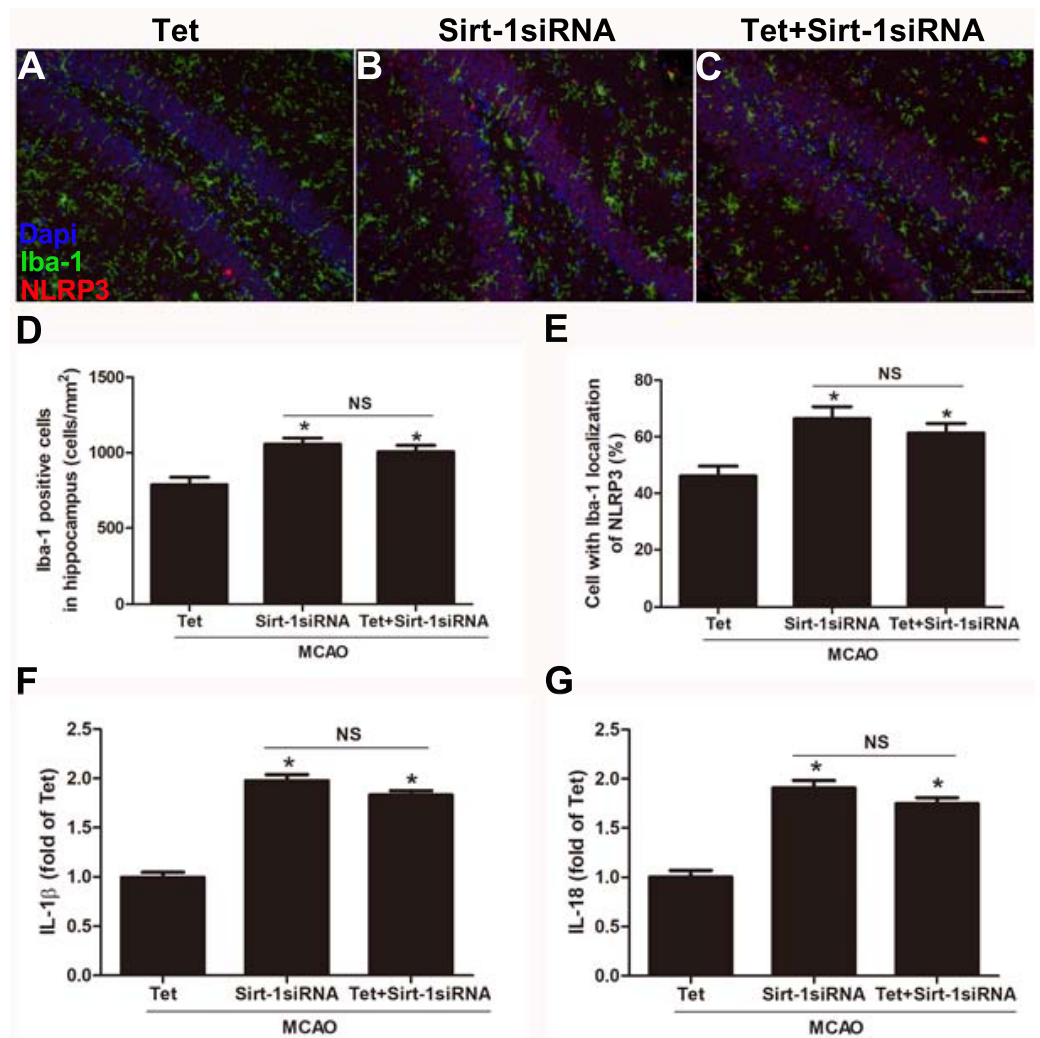 Tet
Sirt-1siRNA
Tet+Sirt-1siRNA
A
B
C
Dapi
Iba-1
NLRP3
D
Iba-1 positive cells
in hippocampus (cells/mm²)
1500
1000
500
0
NS
*
*
Tet
Sirt-1siRNA
Tet+Sirt-1siRNA
MCAO
E
Cell with Iba-1 localization
of NLRP3 (%)
80
60
40
20
0
NS
*
*
Tet
Sirt-1siRNA
Tet+Sirt-1siRNA
MCAO
F
IL-1β (fold of Tet)
2.5
2.0
1.5
1.0
0.5
0.0
NS
*
*
Tet
Sirt-1siRNA
Tet+Sirt-1siRNA
MCAO
G
IL-18 (fold of Tet)
2.5
2.0
1.5
1.0
0.5
0.0
NS
*
*
Tet
Sirt-1siRNA
Tet+Sirt-1siRNA
MCAO